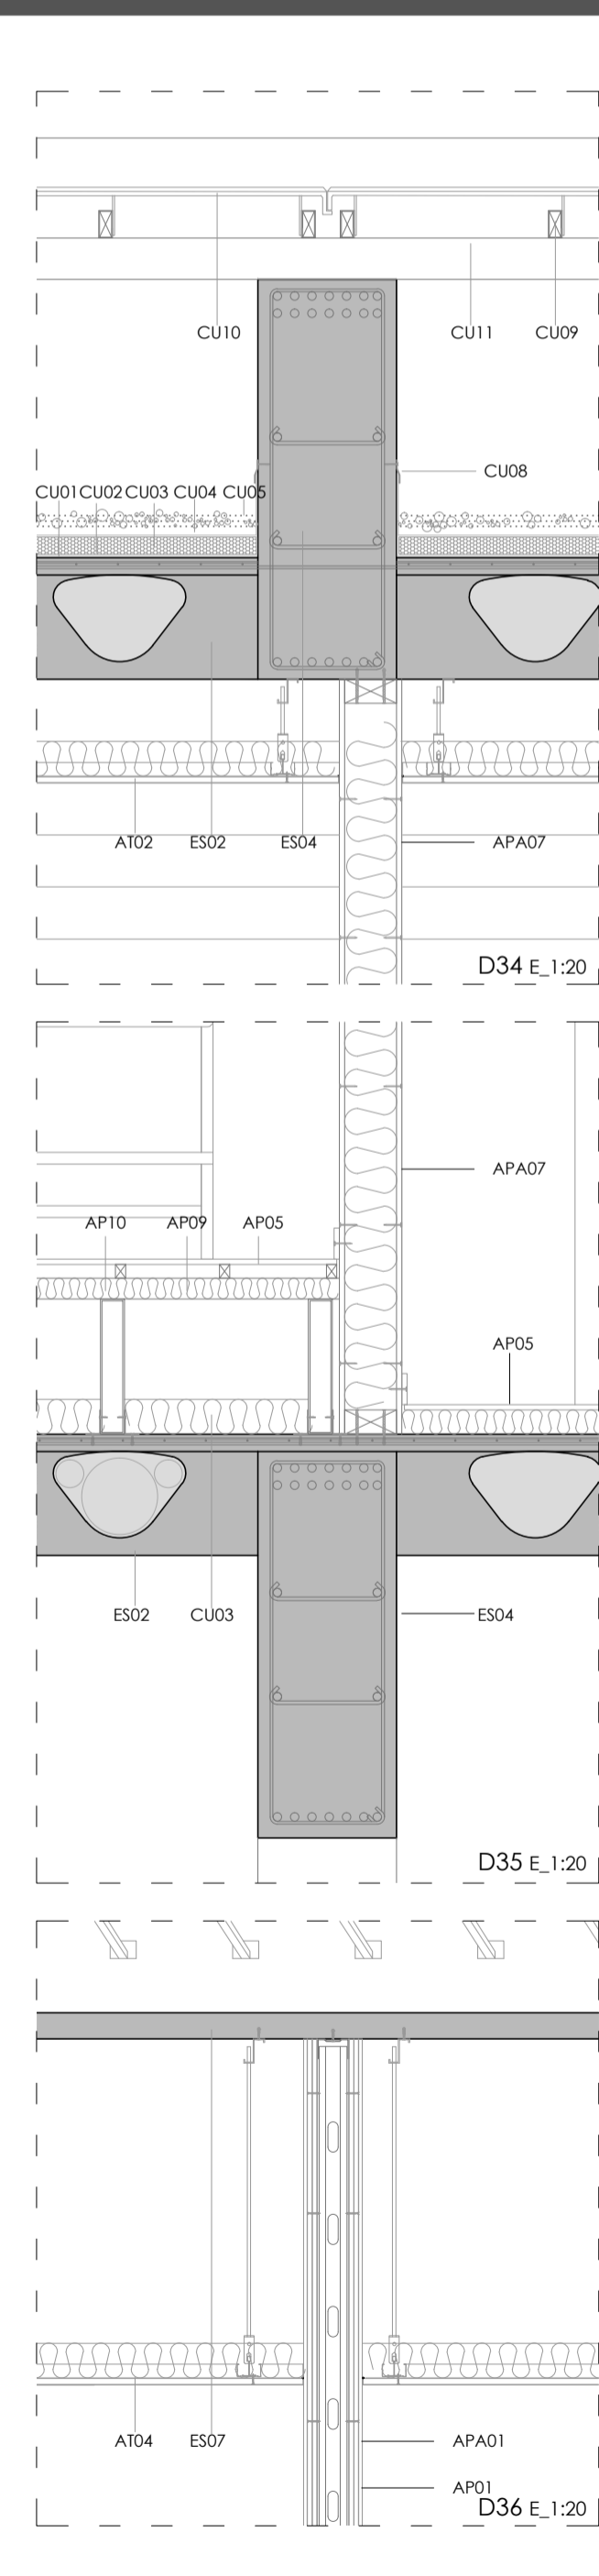 CU10 CU11 CU09
CU08
CU01 CU02 CU03 CU04 CU05
AT02 ES02 ES04 APA07
D34 E_1:20
APA07
AP10 AP09 AP05
AP05
ES02 CU03 ES04
D35 E_1:20
AT04 ES07 APA01
AP01
D36 E_1:20